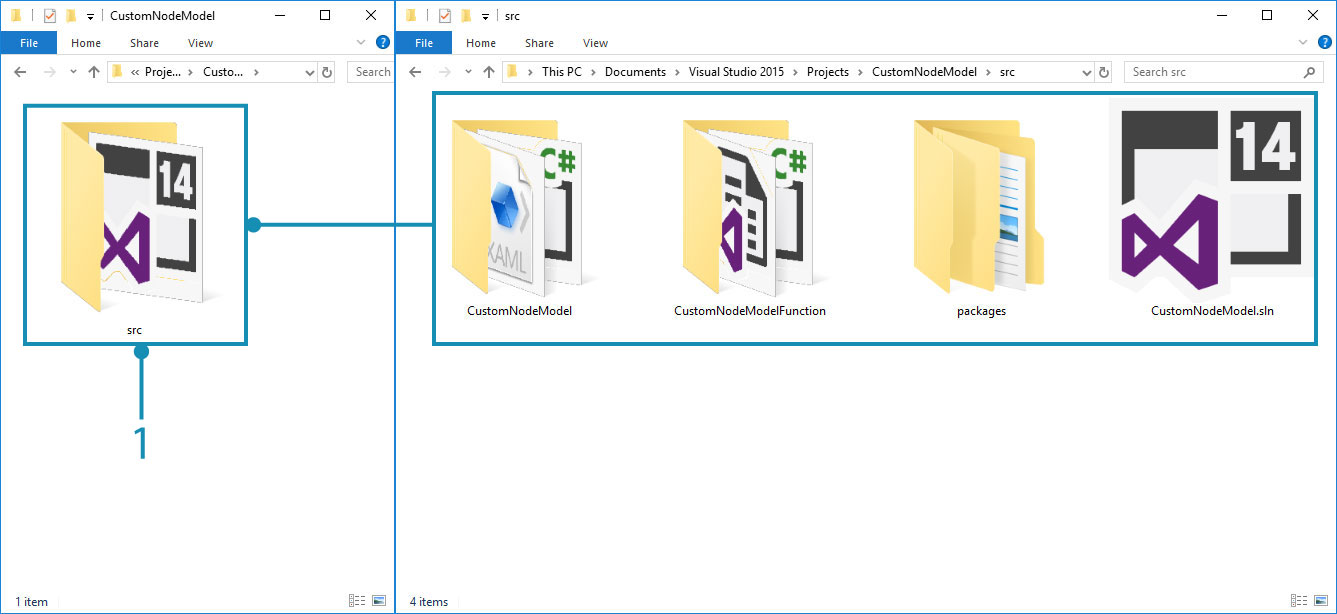 CustomNodeModel
File Home Share View
« Proje... Custo...
Search
14
src
1
1 item
src
File Home Share View
This PC Documents Visual Studio 2015 Projects CustomNodeModel src
Search src
C#
XAML
C#
14
CustomNodeModel CustomNodeModelFunction packages CustomNodeModel.sln
4 items